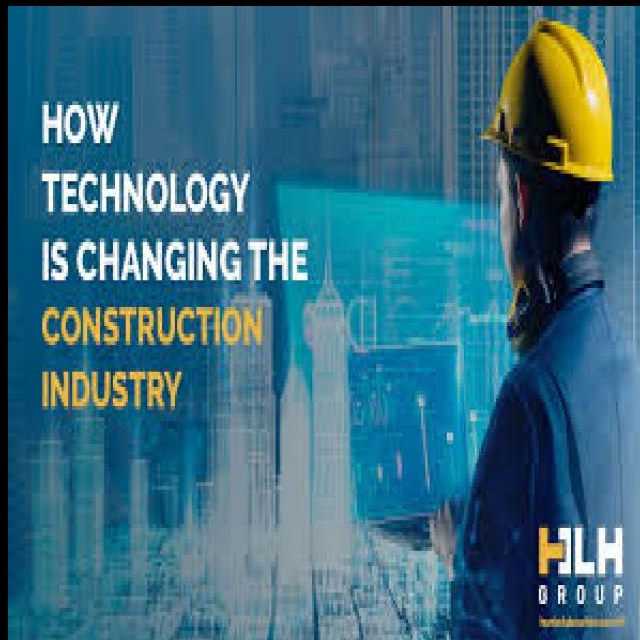 HOW
TECHNOLOGY
IS CHANGING THE
CONSTRUCTION
INDUSTRY
HLH
GROUP